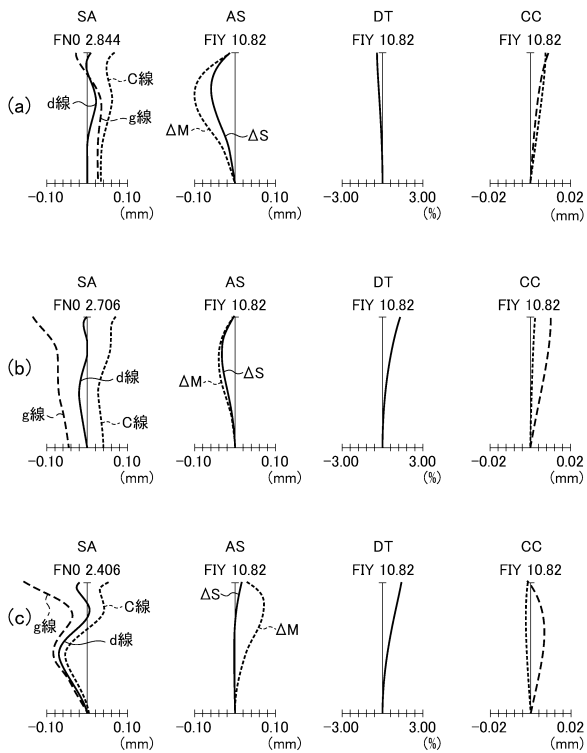 SA AS DT CC
FNO 2.844 FIY 10.82 FIY 10.82 FIY 10.82
(a) C線
d線
g線
ΔM ΔS
-0.10 0.10 -0.10 0.10 -3.00 3.00 -0.02 0.02
(mm) (mm) (%) (mm)
SA AS DT CC
FNO 2.706 FIY 10.82 FIY 10.82 FIY 10.82
(b) d線
ΔM ΔS
g線 C線
-0.10 0.10 -0.10 0.10 -3.00 3.00 -0.02 0.02
(mm) (mm) (%) (mm)
SA AS DT CC
FNO 2.406 FIY 10.82 FIY 10.82 FIY 10.82
(c) C線 ΔS
g線 ΔM
d線
-0.10 0.10 -0.10 0.10 -3.00 3.00 -0.02 0.02
(mm) (mm) (%) (mm)